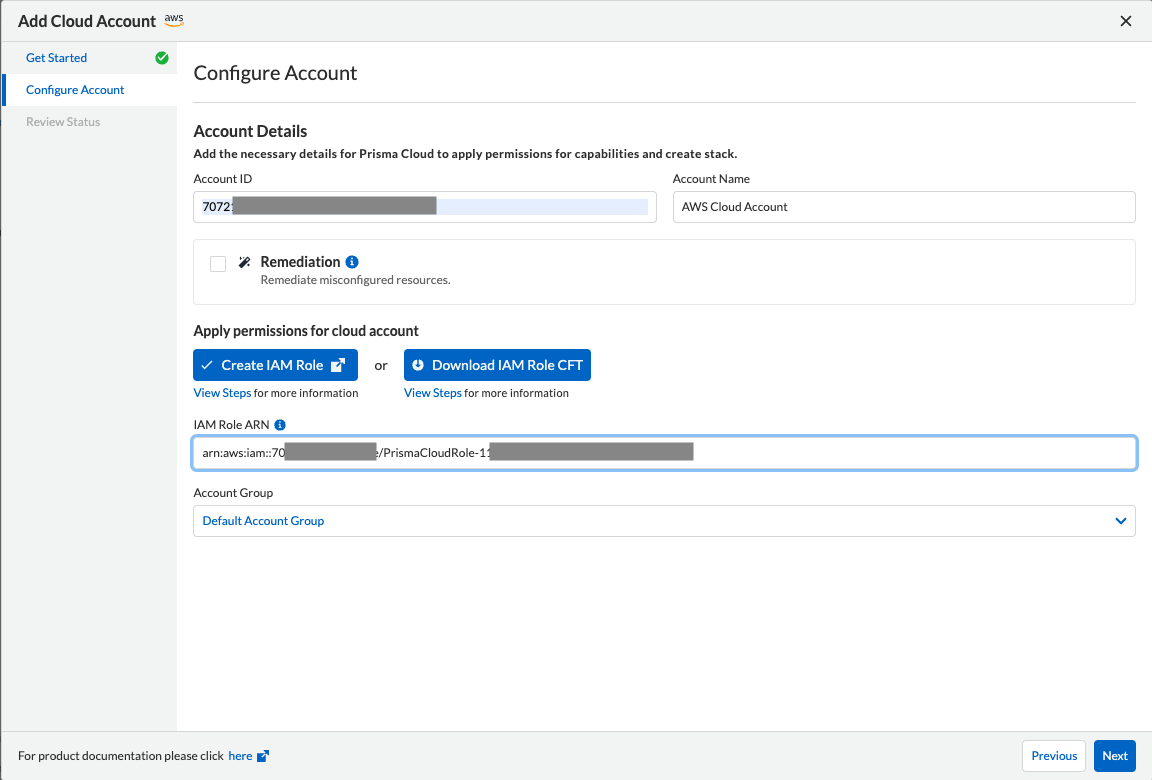 Add Cloud Account aws
Get Started
Configure Account
Review Status
Configure Account
Account Details
Add the necessary details for Prisma Cloud to apply permissions for capabilities and create stack.
Account ID
7072
Account Name
AWS Cloud Account
Remediation
Remediate misconfigured resources.
Apply permissions for cloud account
Create IAM Role or Download IAM Role CFT
View Steps for more information
View Steps for more information
IAM Role ARN
arn:aws:iam::70 /PrismaCloudRole-11
Account Group
Default Account Group
For product documentation please click here
Previous
Next